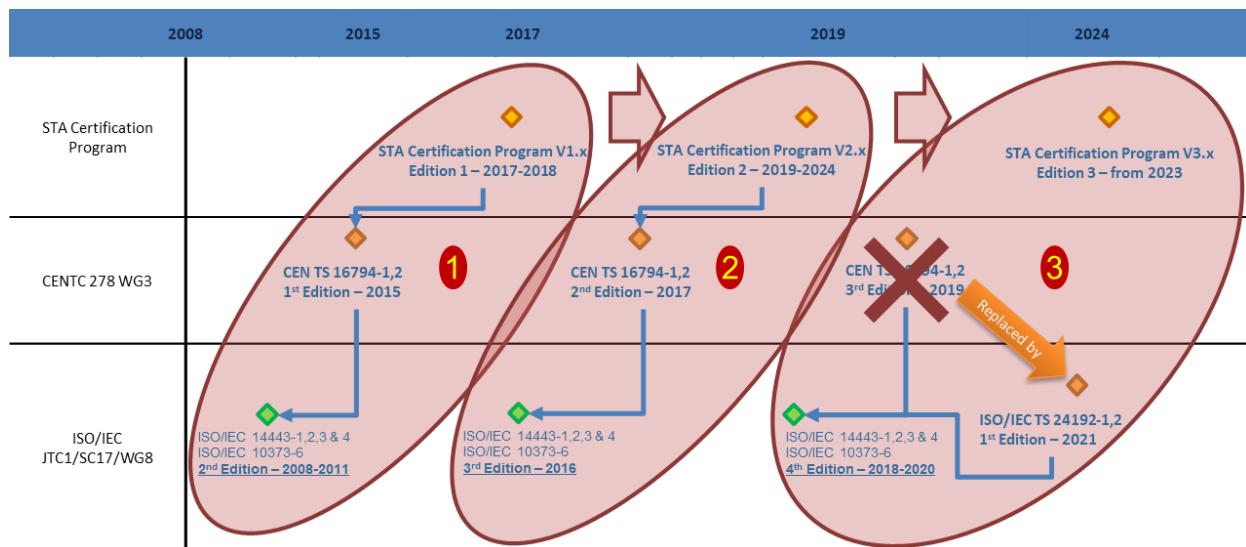 2008 2015 2017 2019 2024
STA Certification
Program
STA Certification Program V1.x
Edition 1 – 2017-2018
STA Certification Program V2.x
Edition 2 – 2019-2024
STA Certification Program V3.x
Edition 3 – from 2023
CENTC 278 WG3
CEN TS 16794-1,2
1st Edition – 2015
1
CEN TS 16794-1,2
2nd Edition – 2017
2
CEN TS 94-1,2
3rd 2019
3
Replaced by
ISO/IEC
JTC1/SC17/WG8
ISO/IEC 14443-1,2,3 & 4
ISO/IEC 10373-6
2nd Edition – 2008-2011
ISO/IEC 14443-1,2,3 & 4
ISO/IEC 10373-6
3rd Edition – 2016
ISO/IEC 14443-1,2,3 & 4
ISO/IEC 10373-6
4th Edition – 2018-2020
ISO/IEC TS 24192-1,2
1st Edition – 2021